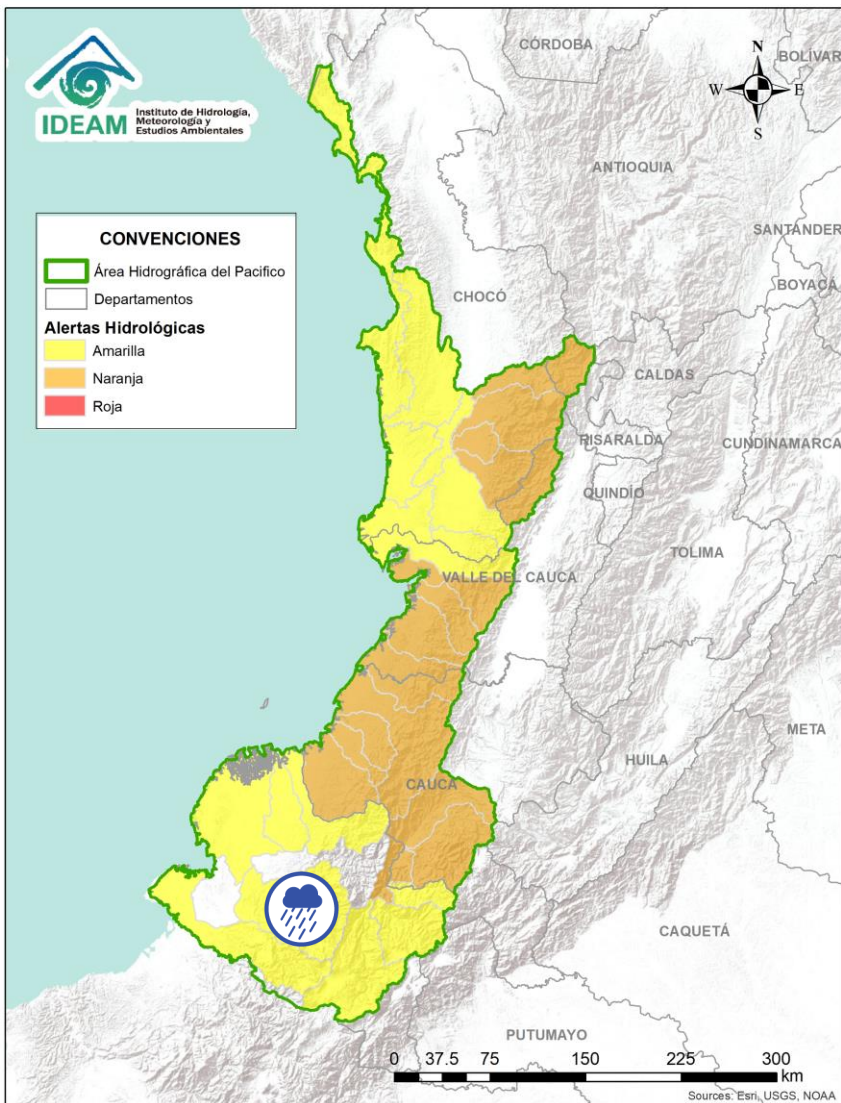 IDEAM
Instituto de Hidrología,
Meteorología y
Estudios Ambientales
N
W
E
S
CÓRDOBA
BOLÍVAR
ANTIOQUIA
SANTANDER
BOYACÁ
CHOCÓ
CALDAS
RISARALDA
CUNDINAMARCA
QUINDÍO
TOLIMA
VALLE DEL CAUCA
META
HUILA
CAUCA
CAQUETÁ
PUTUMAYO
CONVENCIONES
Área Hidrográfica del Pacifico
Departamentos
Alertas Hidrológicas
Amarilla
Naranja
Roja
0 37.5 75 150 225 300
km
Sources: Esri, USGS, NOAA